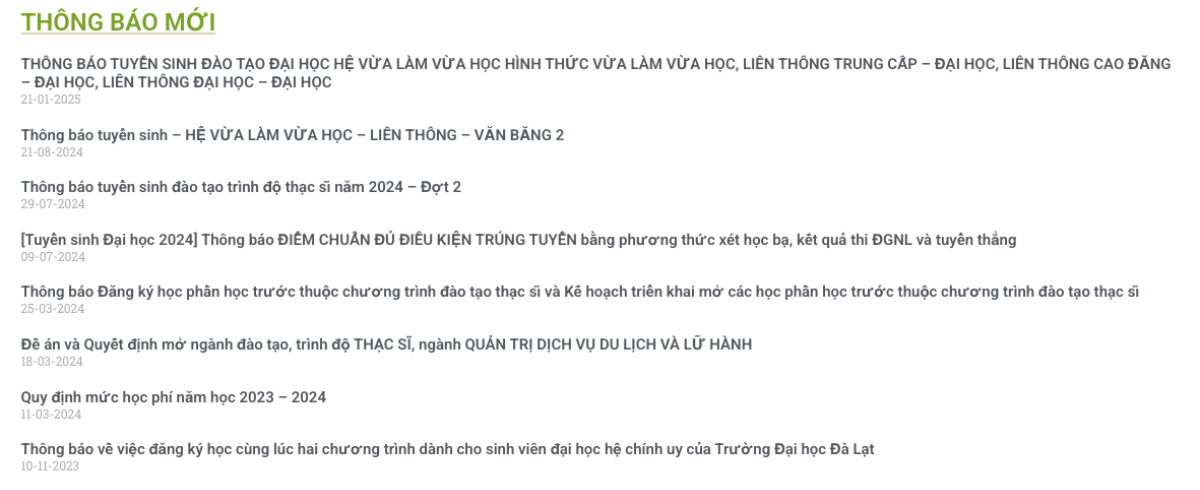 THÔNG BÁO MỚI
THÔNG BÁO TUYỂN SINH ĐÀO TẠO ĐẠI HỌC HỆ VỪA LÀM VỪA HỌC HÌNH THỨC VỪA LÀM VỪA HỌC, LIÊN THÔNG TRUNG CẤP – ĐẠI HỌC, LIÊN THÔNG CAO ĐẲNG
– ĐẠI HỌC, LIÊN THÔNG ĐẠI HỌC – ĐẠI HỌC
21-01-2025
Thông báo tuyển sinh – HỆ VỪA LÀM VỪA HỌC – LIÊN THÔNG – VĂN BẰNG 2
21-08-2024
Thông báo tuyển sinh đào tạo trình độ thạc sĩ năm 2024 – Đợt 2
29-07-2024
[Tuyển sinh Đại học 2024] Thông báo ĐIỂM CHUẨN ĐỦ ĐIỀU KIỆN TRÚNG TUYỂN bằng phương thức xét học bạ, kết quả thi ĐGNL và tuyển thẳng
09-07-2024
Thông báo Đăng ký học phần học trước thuộc chương trình đào tạo thạc sĩ và Kế hoạch triển khai mở các học phần học trước thuộc chương trình đào tạo thạc sĩ
25-03-2024
Đề án và Quyết định mở ngành đào tạo, trình độ THẠC SĨ, ngành QUẢN TRỊ DỊCH VỤ DU LỊCH VÀ LỮ HÀNH
18-03-2024
Quy định mức học phí năm học 2023 – 2024
11-03-2024
Thông báo về việc đăng ký học cùng lúc hai chương trình dành cho sinh viên đại học hệ chính uy của Trường Đại học Đà Lạt
10-11-2023